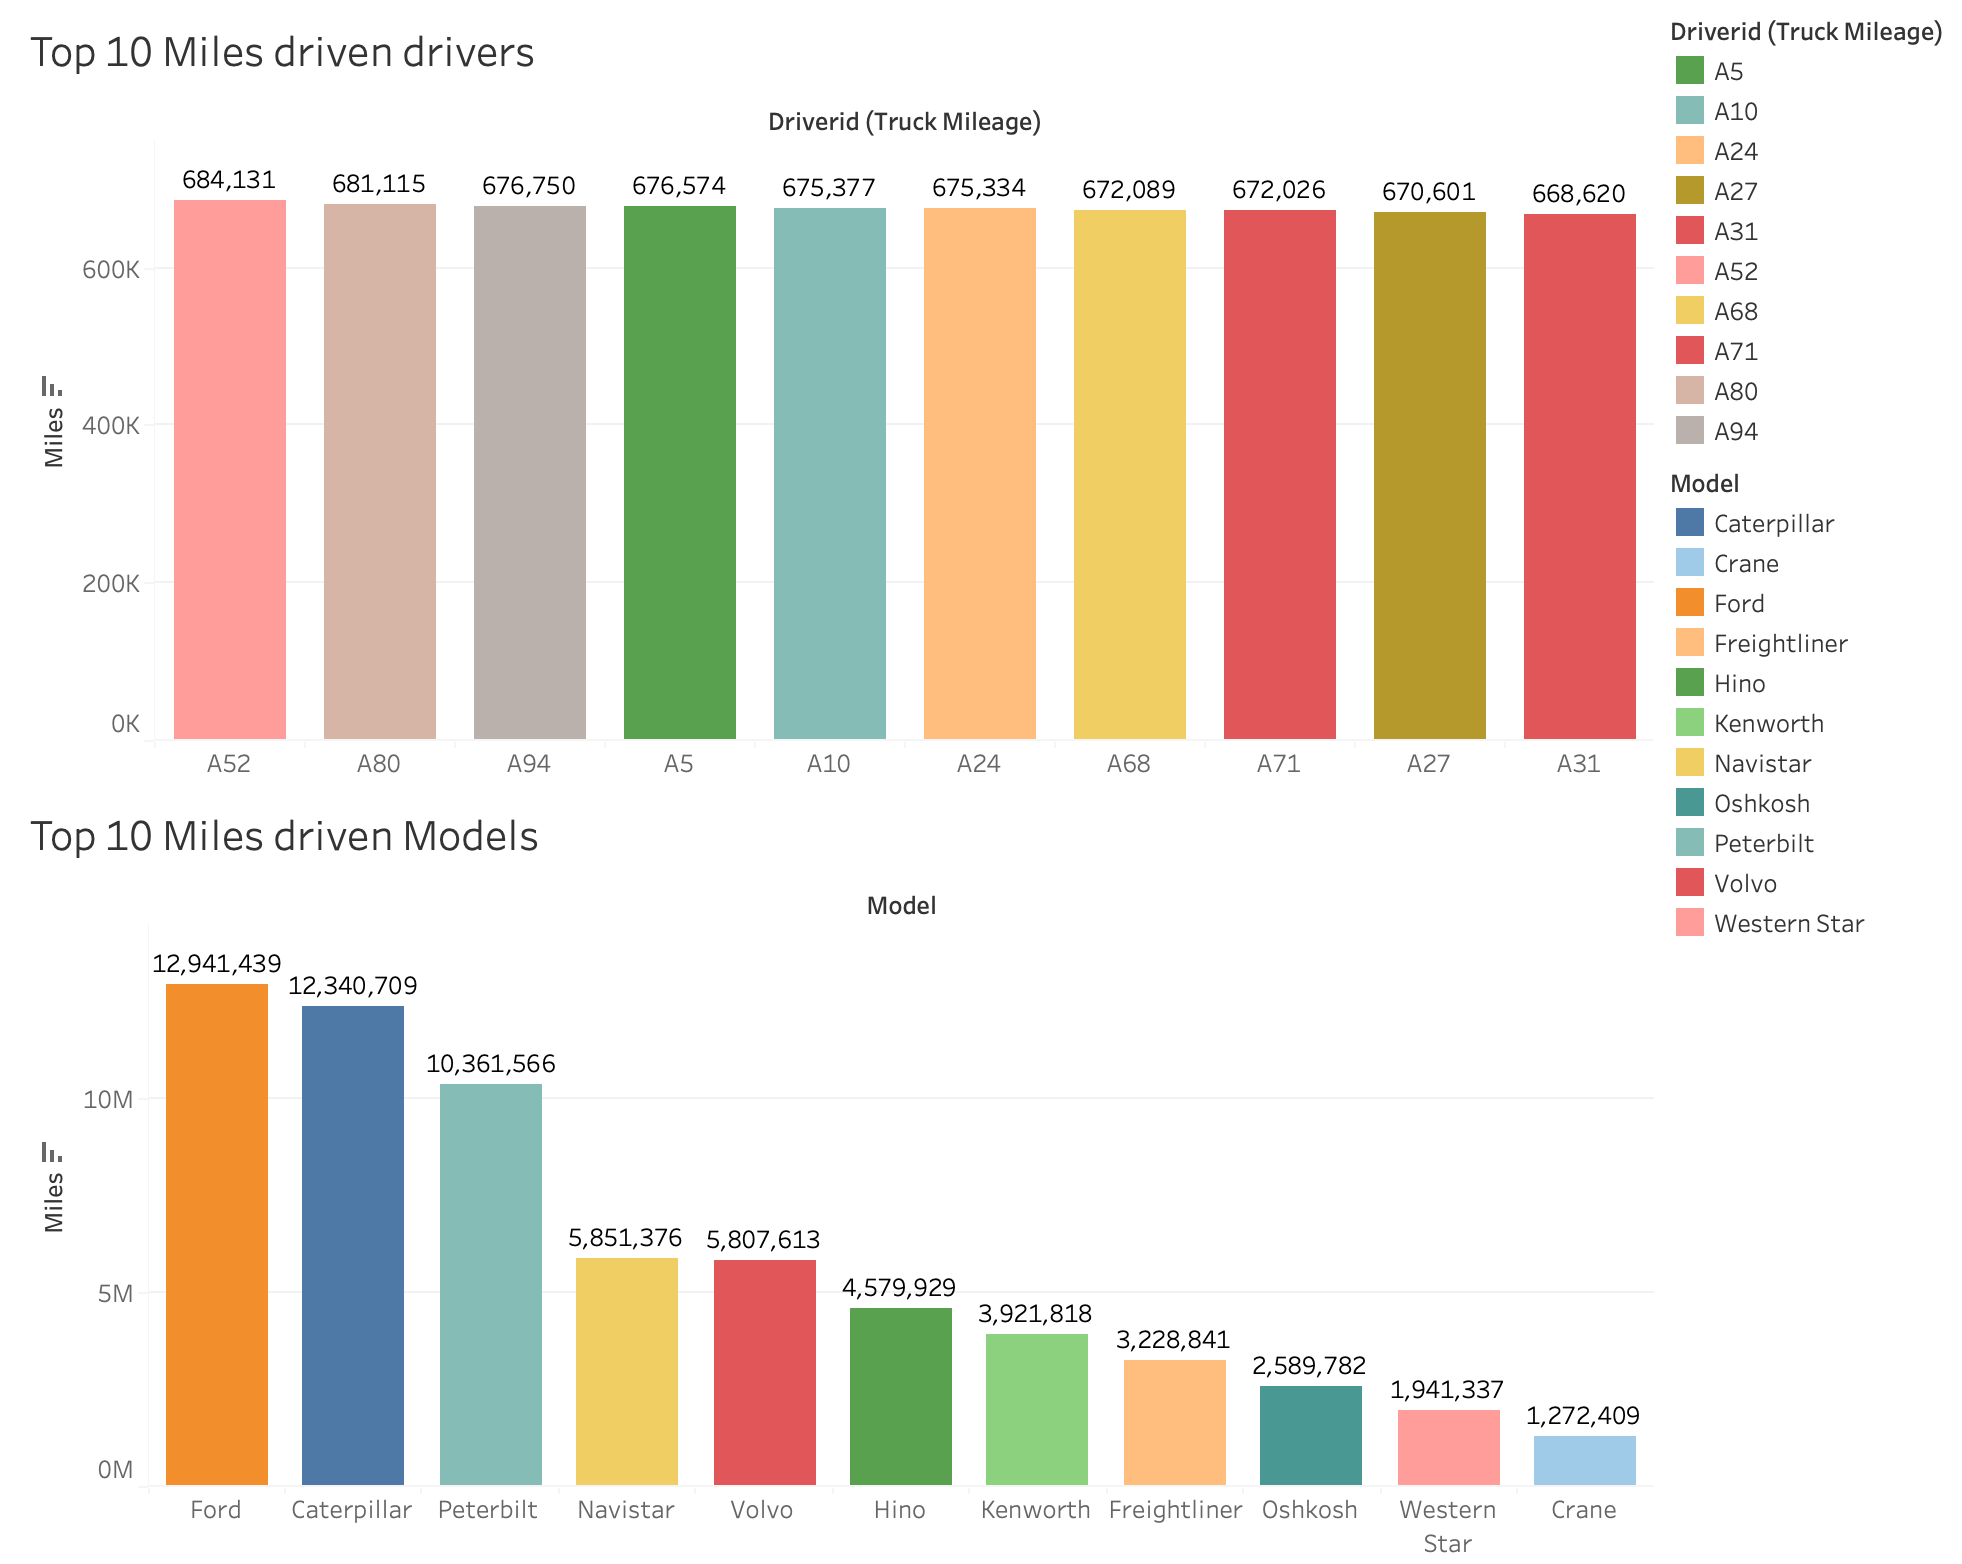 Top 10 Miles driven drivers
Driverid (Truck Mileage)
684,131 681,115 676,750 676,574 675,377 675,334 672,089 672,026 670,601 668,620
600K
400K
200K
0K
Miles
A52 A80 A94 A5 A10 A24 A68 A71 A27 A31
Top 10 Miles driven Models
Model
12,941,439
12,340,709
10,361,566
5,851,376
5,807,613
4,579,929
3,921,818
3,228,841
2,589,782
1,941,337
1,272,409
10M
5M
0M
Miles
Ford Caterpillar Peterbilt Navistar Volvo Hino Kenworth Freightliner Oshkosh Western Crane
Star
Driverid (Truck Mileage)
A5
A10
A24
A27
A31
A52
A68
A71
A80
A94
Model
Caterpillar
Crane
Ford
Freightliner
Hino
Kenworth
Navistar
Oshkosh
Peterbilt
Volvo
Western Star